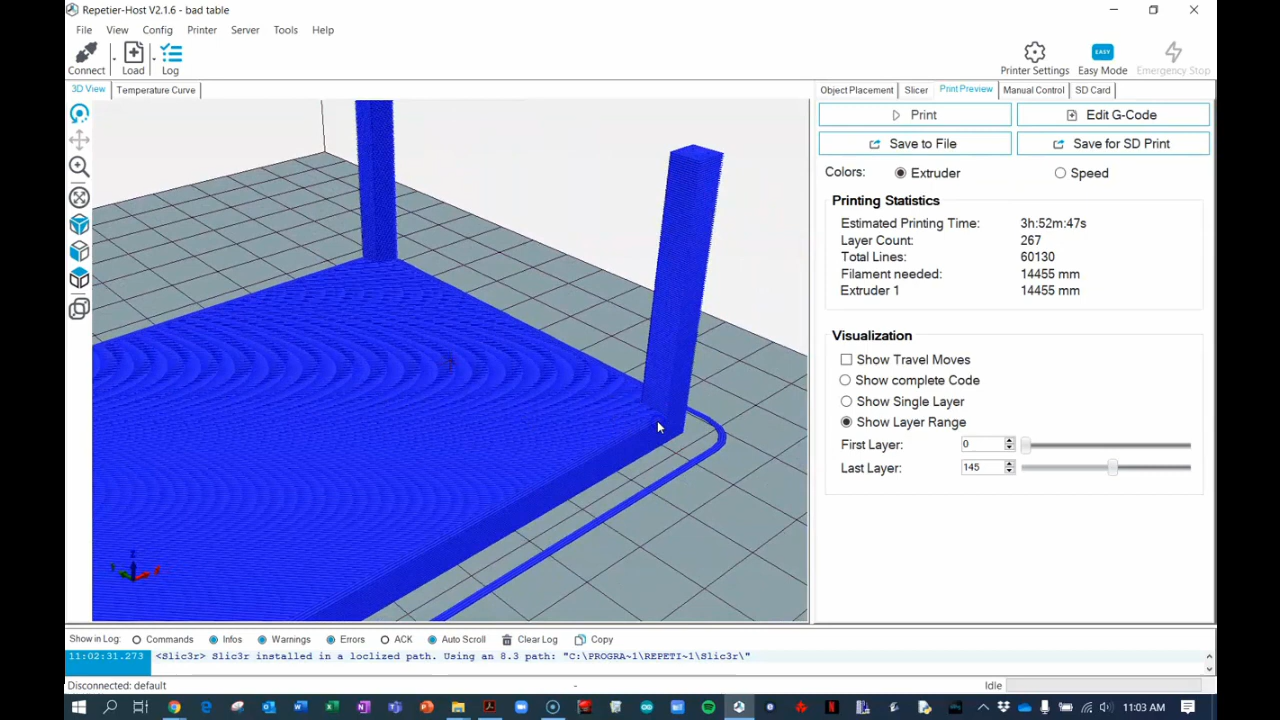 Repetier-Host V2.1.6 - bad table
File View Config Printer Server Tools Help
Connect Load Log Printer Settings Easy Mode Emergency Stop
EASY
3D View Temperature Curve
Object Placement Slicer Print Preview Manual Control SD Card
Print Edit G-Code
Save to File Save for SD Print
Colors: Extruder Speed
Printing Statistics
Estimated Printing Time: 3h:52m:47s
Layer Count: 267
Total Lines: 60130
Filament needed: 14455 mm
Extruder 1 14455 mm
Visualization
Show Travel Moves
Show complete Code
Show Single Layer
Show Layer Range
First Layer: 0
Last Layer: 145
Show in Log: Commands Infos Warnings Errors ACK Auto Scroll Clear Log Copy
11:02:31.273 <Slic3r> Slic3r installed in a loclized path. Using an 8.3 path: "C:\PROGRA~1\REPETI~1\Slic3r\"
Disconnected: default - Idle
11:03 AM